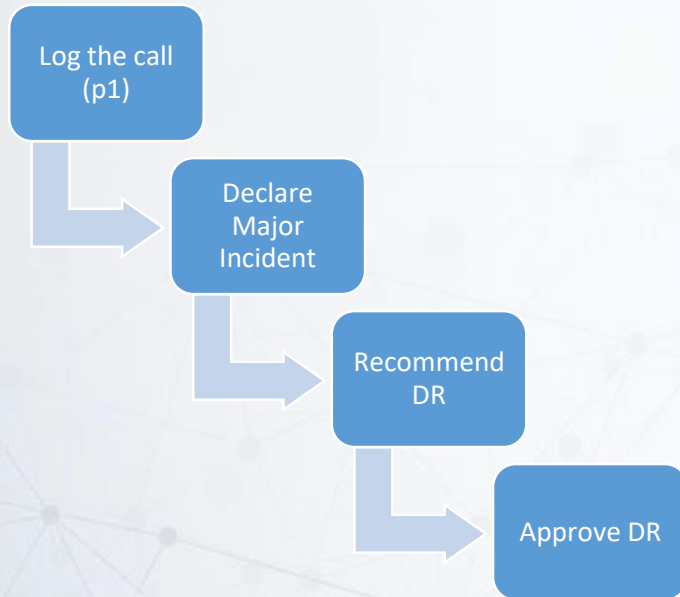 Log the call
(p1)
Declare
Major
Incident
Recommend
DR
Approve DR